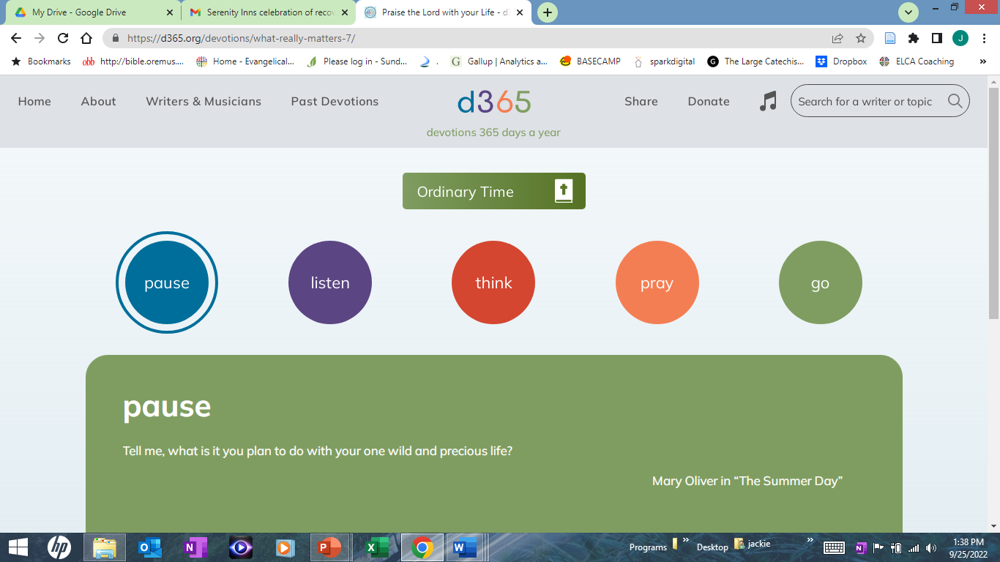 My Drive - Google Drive
Serenity Inns celebration of reco
Praise the Lord with your Life - d
https://d365.org/devotions/what-really-matters-7/
J
Bookmarks
obb http://bible.oremus....
Home - Evangelical...
Please log in - Sund...
.
G Gallup | Analytics a...
BASECAMP
sparkdigital
G The Large Catechis...
Dropbox
ELCA Coaching
»
Home
About
Writers & Musicians
Past Devotions
d365
devotions 365 days a year
Share
Donate
Search for a writer or topic
Ordinary Time
pause
listen
think
pray
go
pause
Tell me, what is it you plan to do with your one wild and precious life?
Mary Oliver in “The Summer Day”
hp
Programs
»
Desktop
jackie
»
1:38 PM
9/25/2022